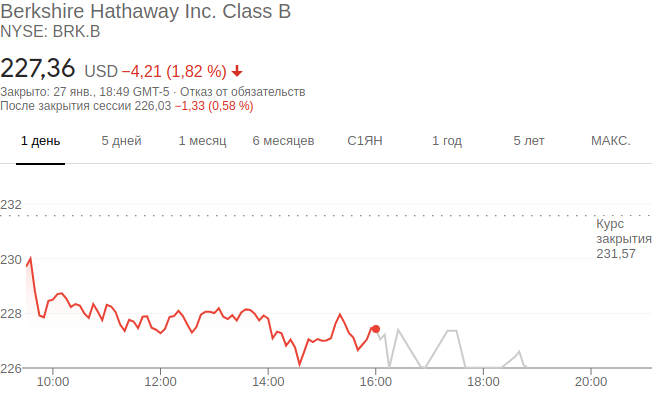 Berkshire Hathaway Inc. Class B
NYSE: BRK.B
227,36 USD −4,21 (1,82 %)
Закрыто: 27 янв., 18:49 GMT-5 · Отказ от обязательств
После закрытия сессии 226,03 −1,33 (0,58 %)
1 день 5 дней 1 месяц 6 месяцев С1ЯН 1 год 5 лет МАКС.
232
Курс
закрытия
231,57
230
228
226
10:00 12:00 14:00 16:00 18:00 20:00